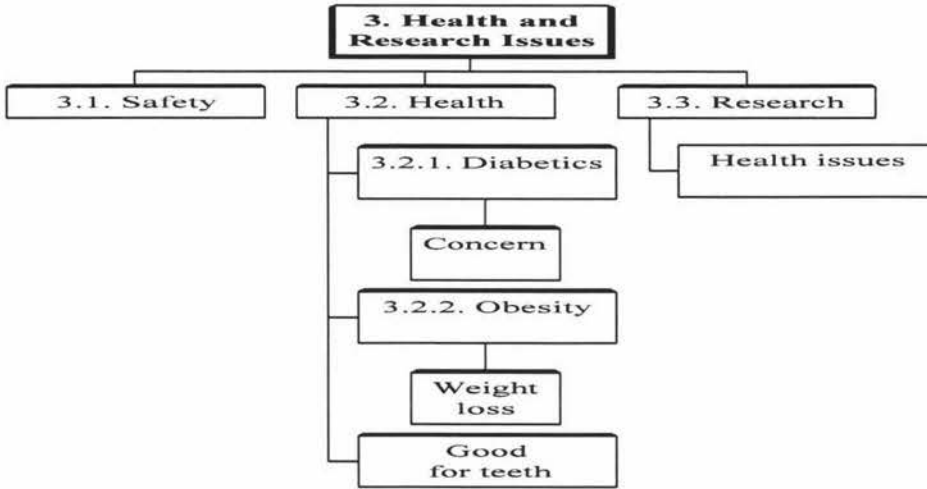 3. Health and
Research Issues
3.1. Safety
3.2. Health
3.3. Research
3.2.1. Diabetics
Health issues
Concern
3.2.2. Obesity
Weight
loss
Good
for teeth